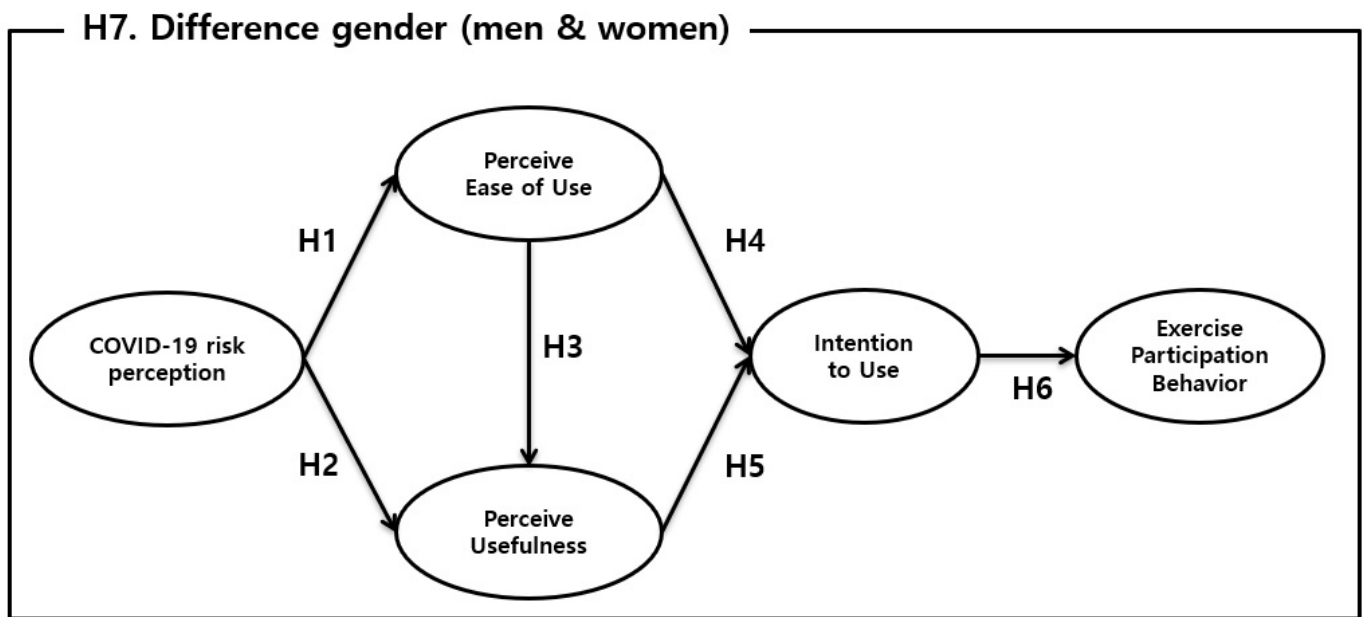 H7. Difference gender (men & women)
Perceive
Ease of Use
H1
H4
COVID-19 risk
perception
H3
Intention
to Use
H6
Exercise
Participation
Behavior
H2
H5
Perceive
Usefulness